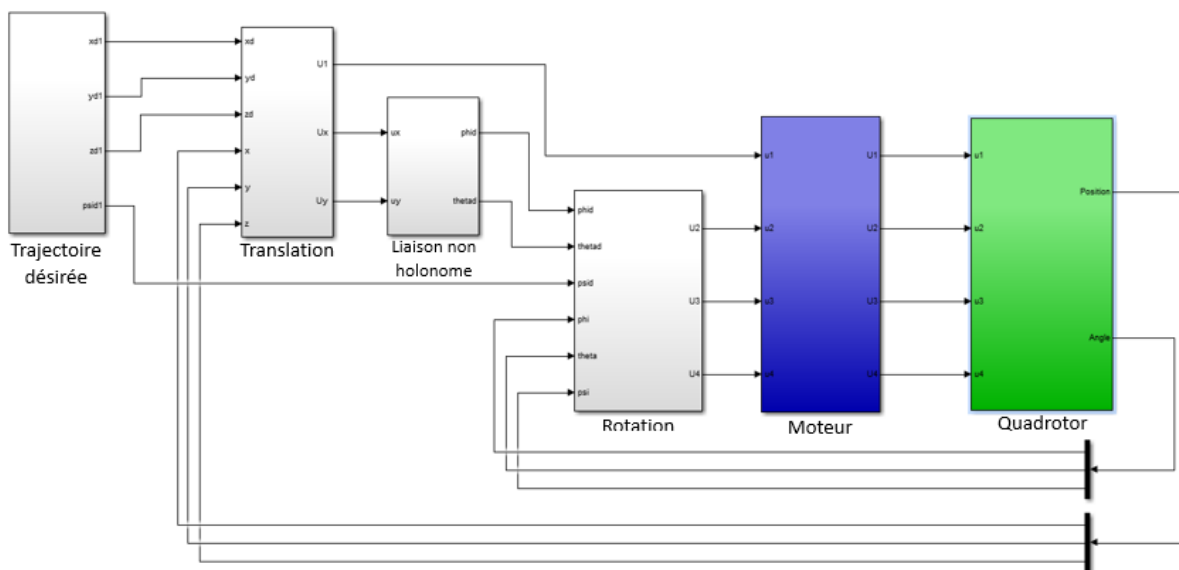 xd1
yd1
zd1
psid1
Trajectoire
désirée
xd
yd
zd
x
y
z
U1
Ux
Uy
Translation
ux
uy
phid
thetad
Liaison non
holonome
phid
thetad
psid
phi
theta
psi
U2
U3
U4
Rotation
u1
u2
u3
u4
U1
U2
U3
U4
Moteur
u1
u2
u3
u4
Position
Angle
Quadrotor